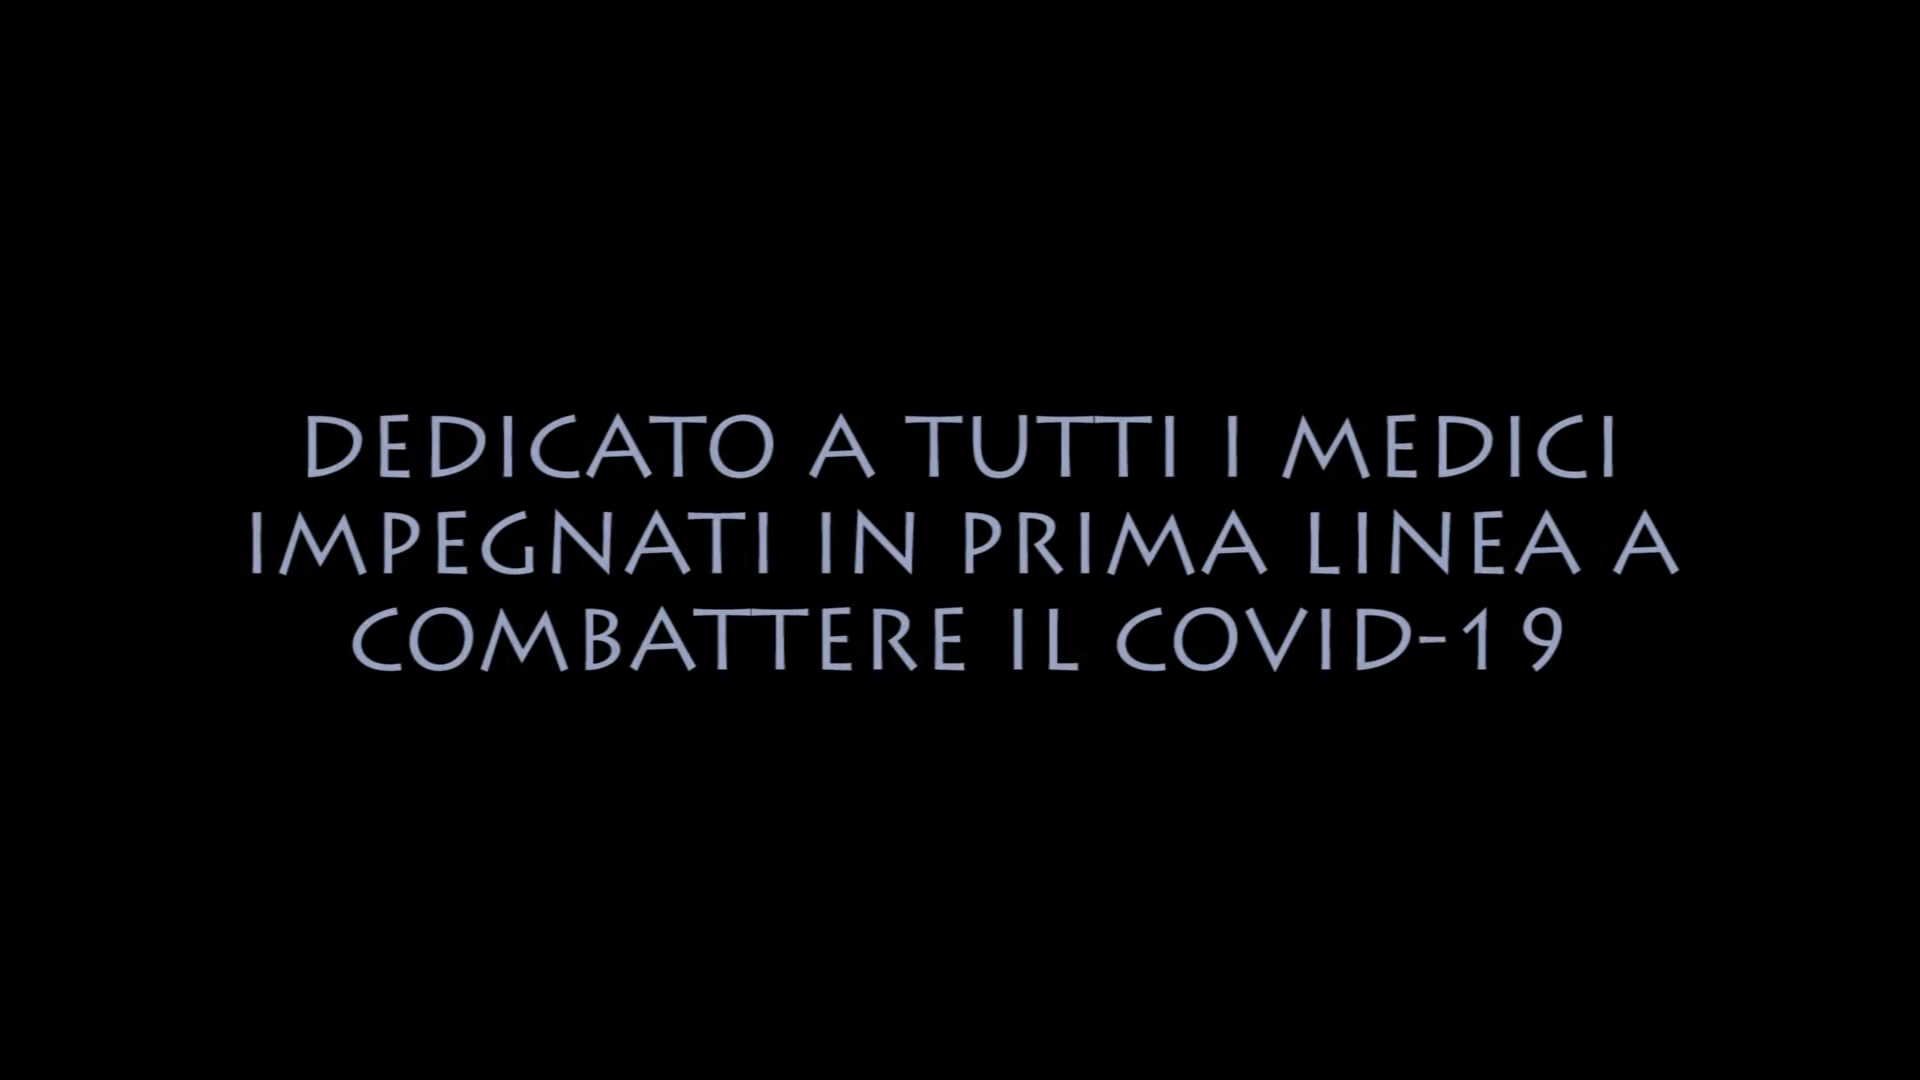 DEDICATO A TUTTI I MEDICI
IMPEGNATI IN PRIMA LINEA A
COMBATTERE IL COVID-19